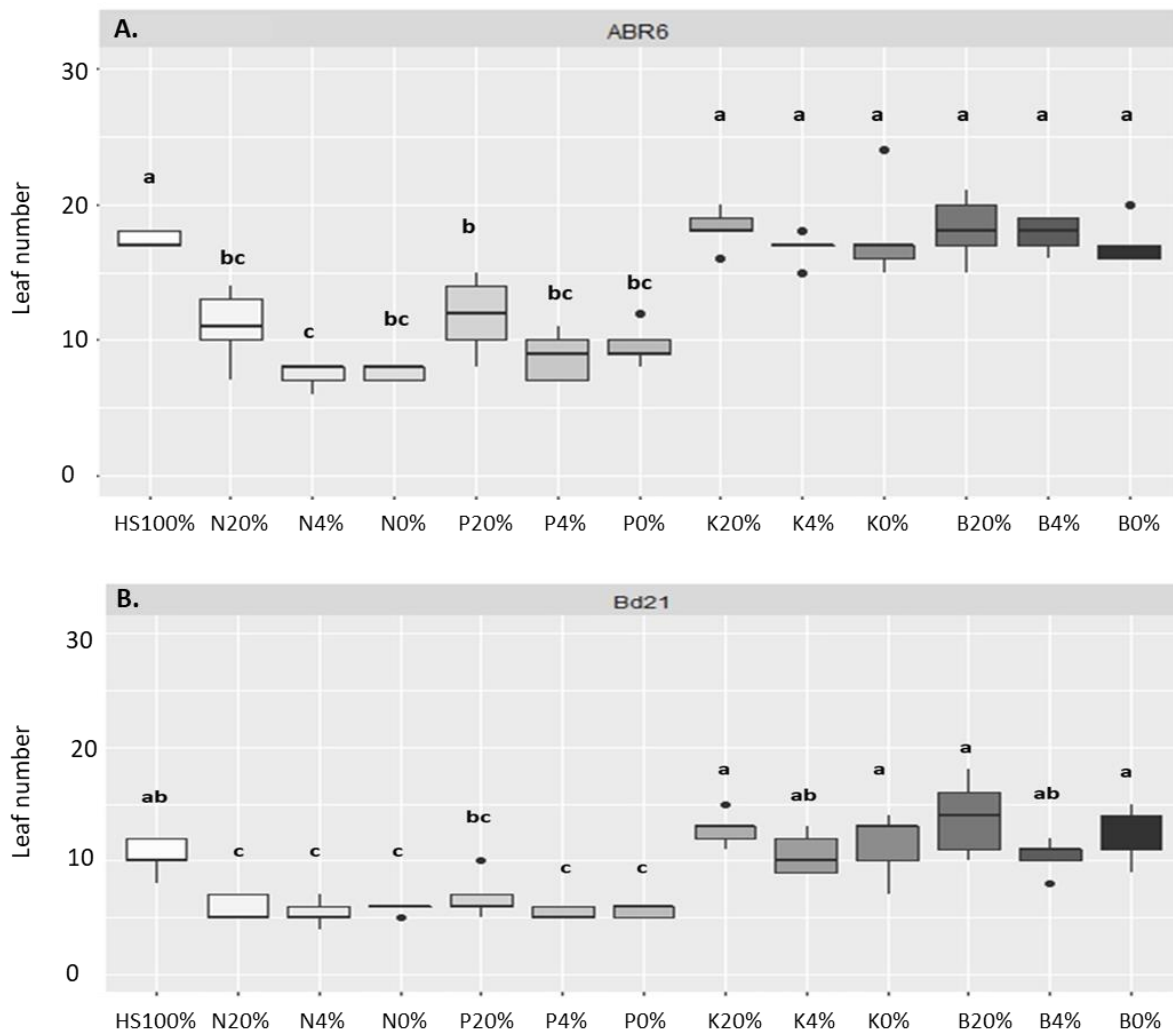 A.
ABR6
Leaf number
30
20
10
0
a
bc
c
bc
b
bc
bc
a
a
a
a
a
a
HS100% N20% N4% N0% P20% P4% P0% K20% K4% K0% B20% B4% B0%
B.
Bd21
Leaf number
30
20
10
0
ab
c
c
c
bc
c
c
a
ab
a
a
ab
a
HS100% N20% N4% N0% P20% P4% P0% K20% K4% K0% B20% B4% B0%